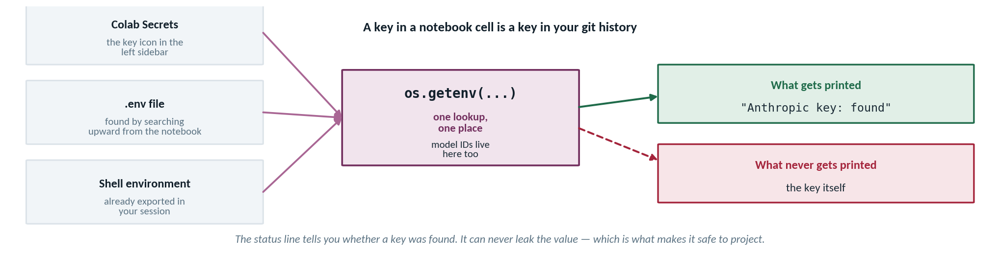 A key in a notebook cell is a key in your git history
Colab Secrets
the key icon in the
left sidebar
.env file
found by searching
upward from the notebook
Shell environment
already exported in
your session
os.getenv(...)
one lookup,
one place
model IDs live
here too
What gets printed
"Anthropic key: found"
What never gets printed
the key itself
The status line tells you whether a key was found. It can never leak the value — which is what makes it safe to project.